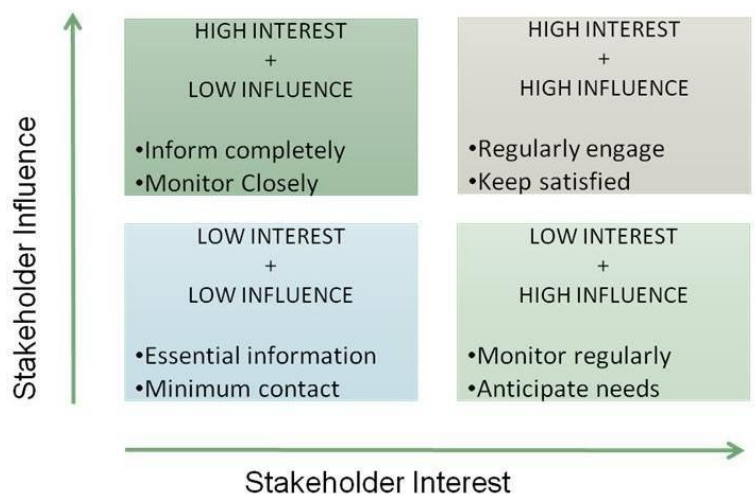 Stakeholder Influence
HIGH INTEREST
+
LOW INFLUENCE
•Inform completely
•Monitor Closely
HIGH INTEREST
+
HIGH INFLUENCE
•Regularly engage
•Keep satisfied
LOW INTEREST
+
LOW INFLUENCE
•Essential information
•Minimum contact
LOW INTEREST
+
HIGH INFLUENCE
•Monitor regularly
•Anticipate needs
Stakeholder Interest